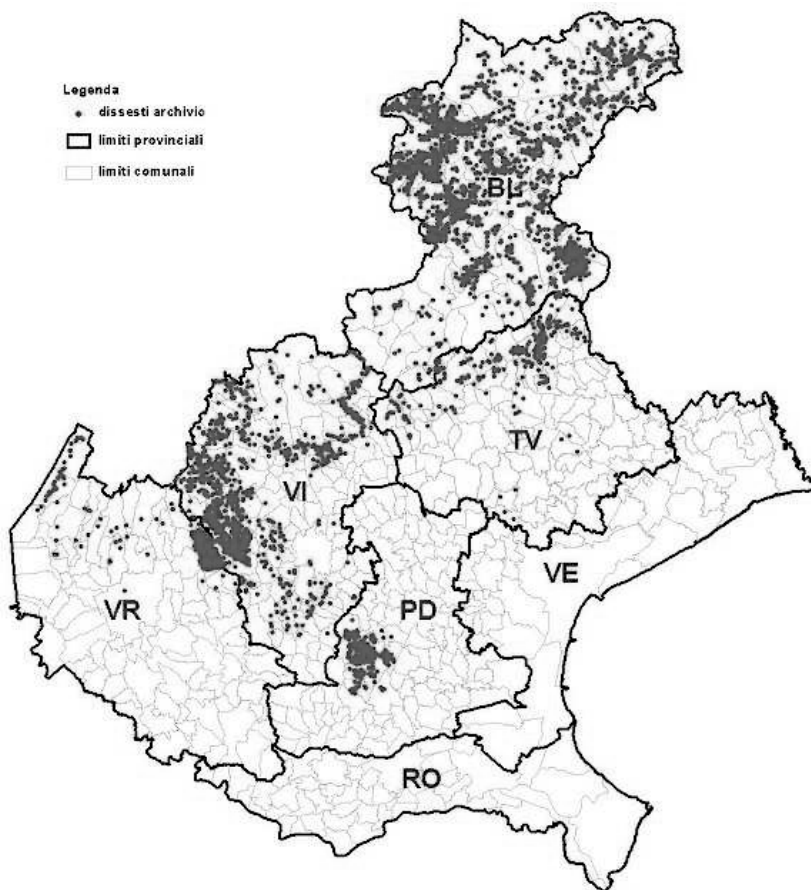 Legenda
dissesti archivio
limiti provinciali
limiti comunali
BL
TV
VI
VE
VR
PD
RO